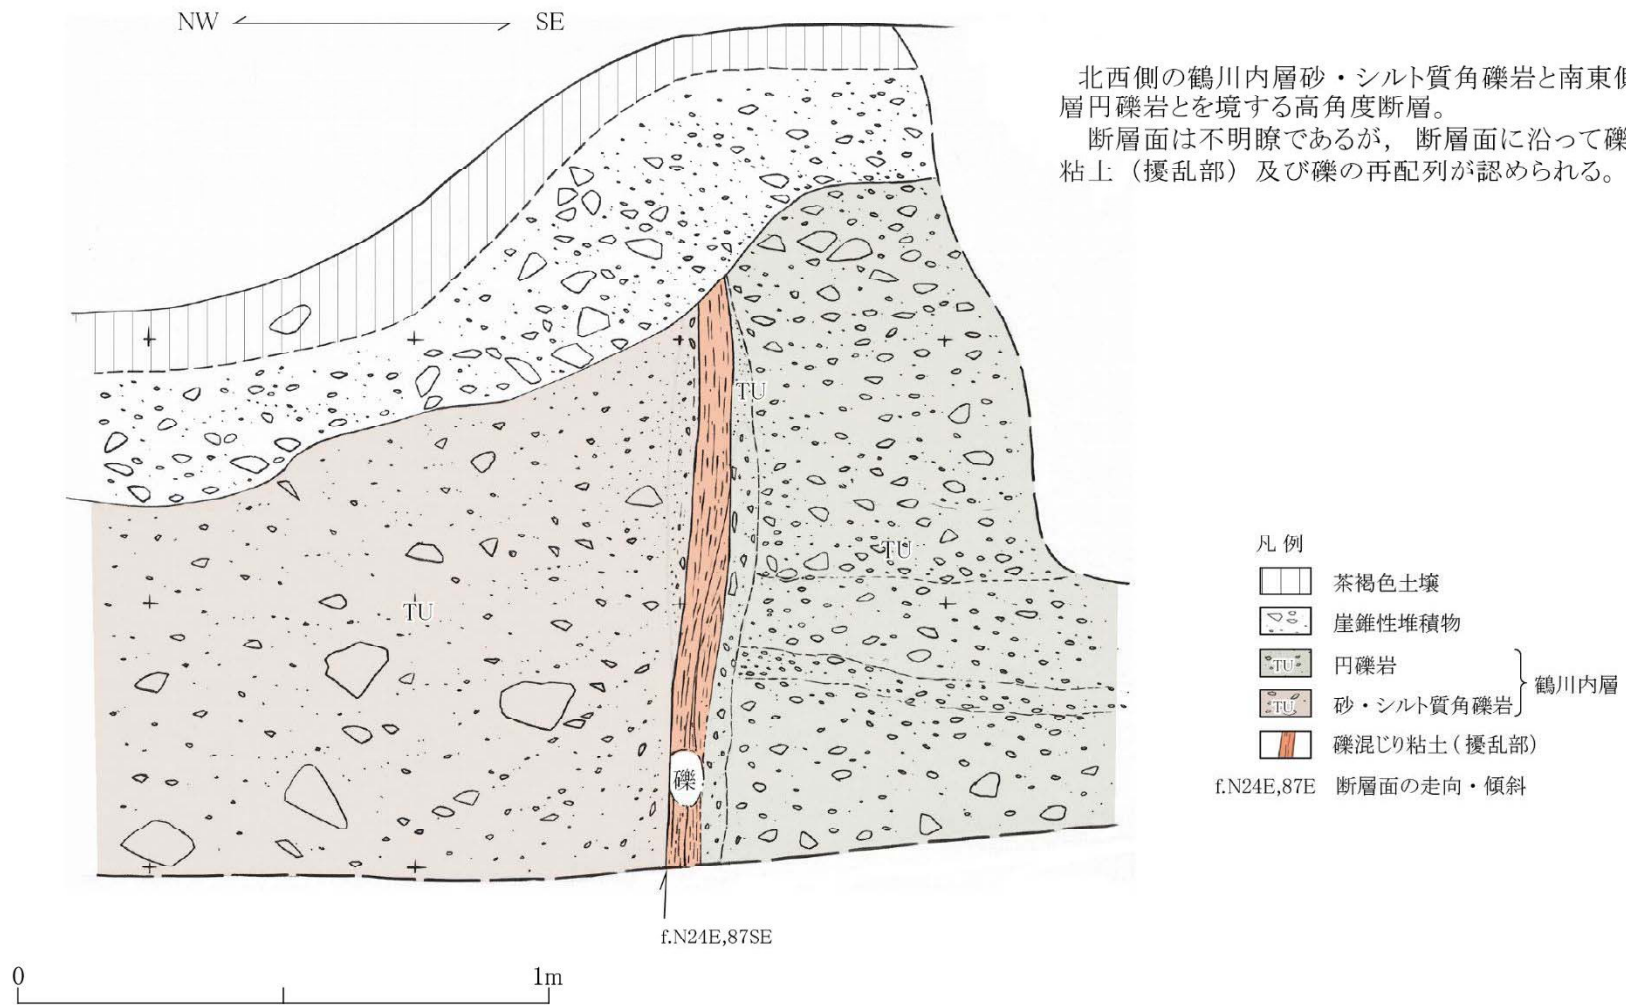 NW SE
北西側の鶴川内層砂・シルト質角礫岩と南東
層円礫岩とを境する高角度断層。
断層面は不明瞭であるが, 断層面に沿って礫
粘土（擾乱部）及び礫の再配列が認められる。
TU
TU
TU
礫
f.N24E,87SE
0 1m
凡例
茶褐色土壌
崖錐性堆積物
TU 円礫岩
鶴川内層
TU 砂・シルト質角礫岩
礫混じり粘土（擾乱部）
f.N24E,87E 断層面の走向・傾斜